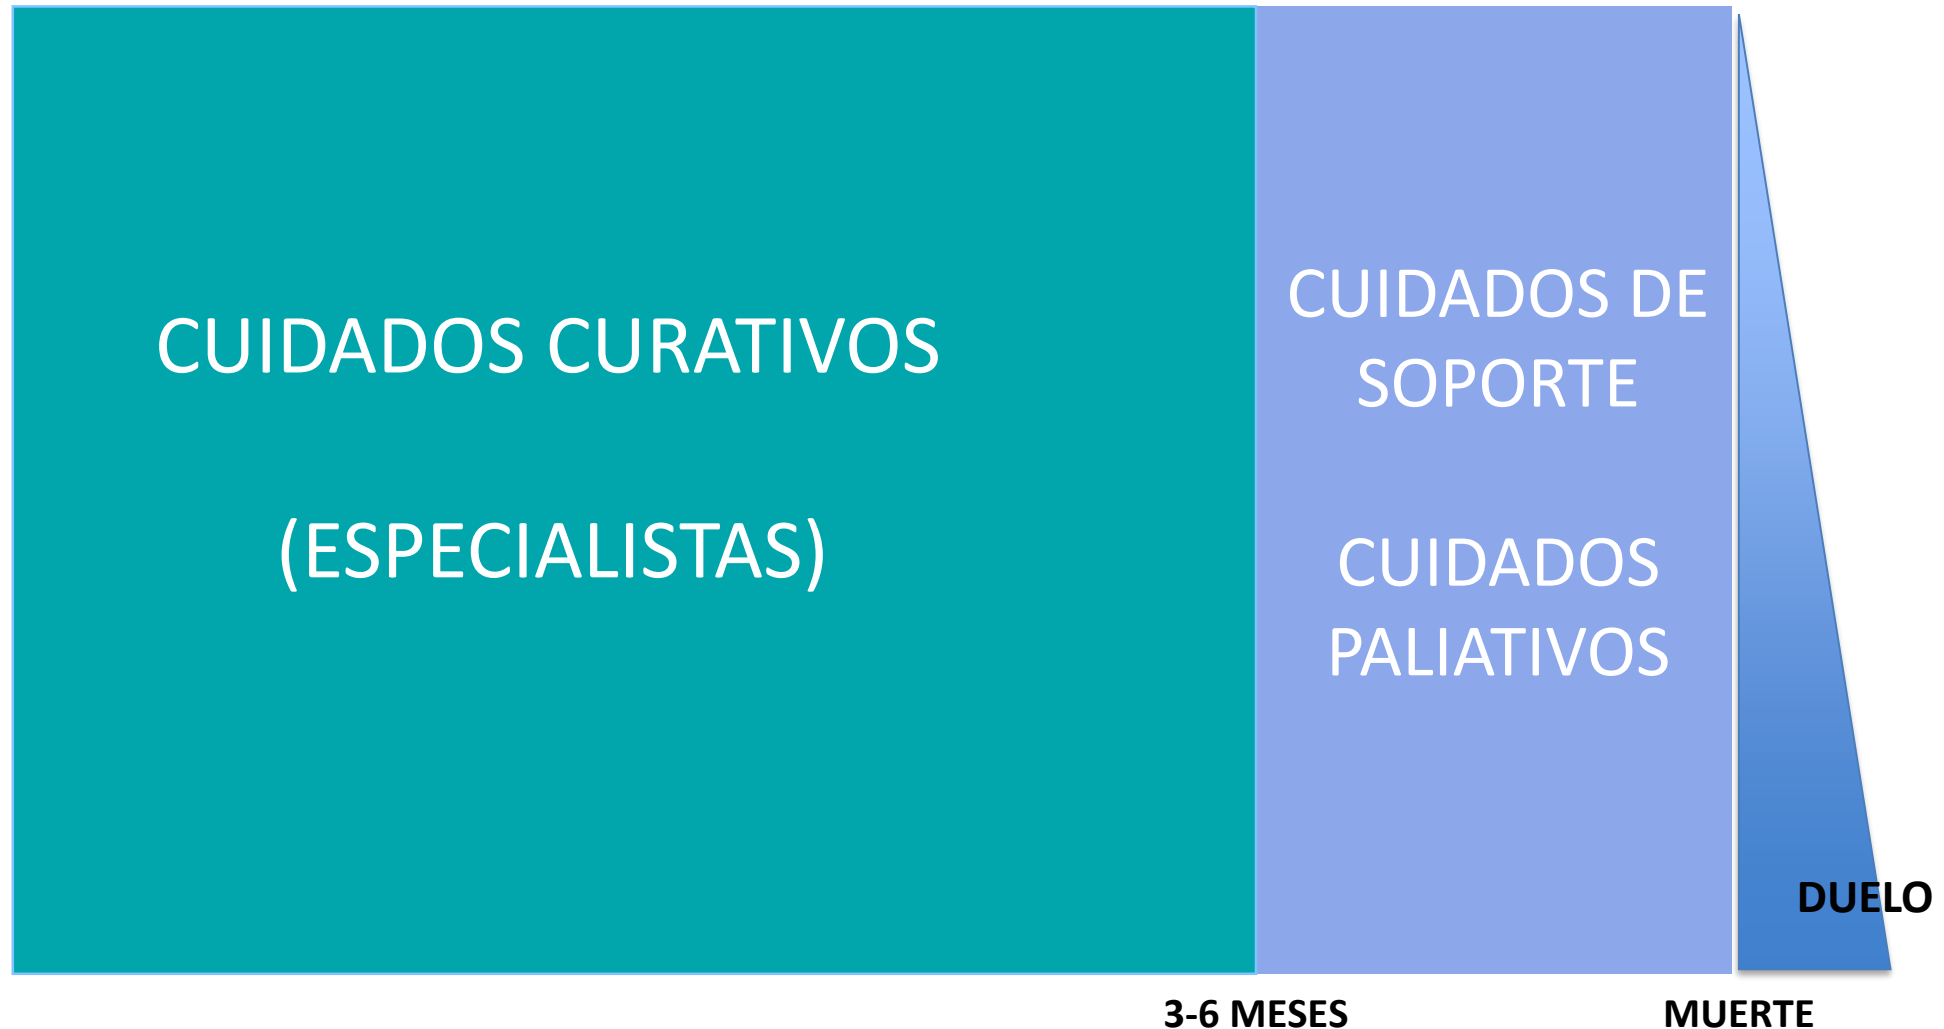 CUIDADOS CURATIVOS
(ESPECIALISTAS)
CUIDADOS DE
SOPORTE
CUIDADOS
PALIATIVOS
DUELO
3-6 MESES
MUERTE